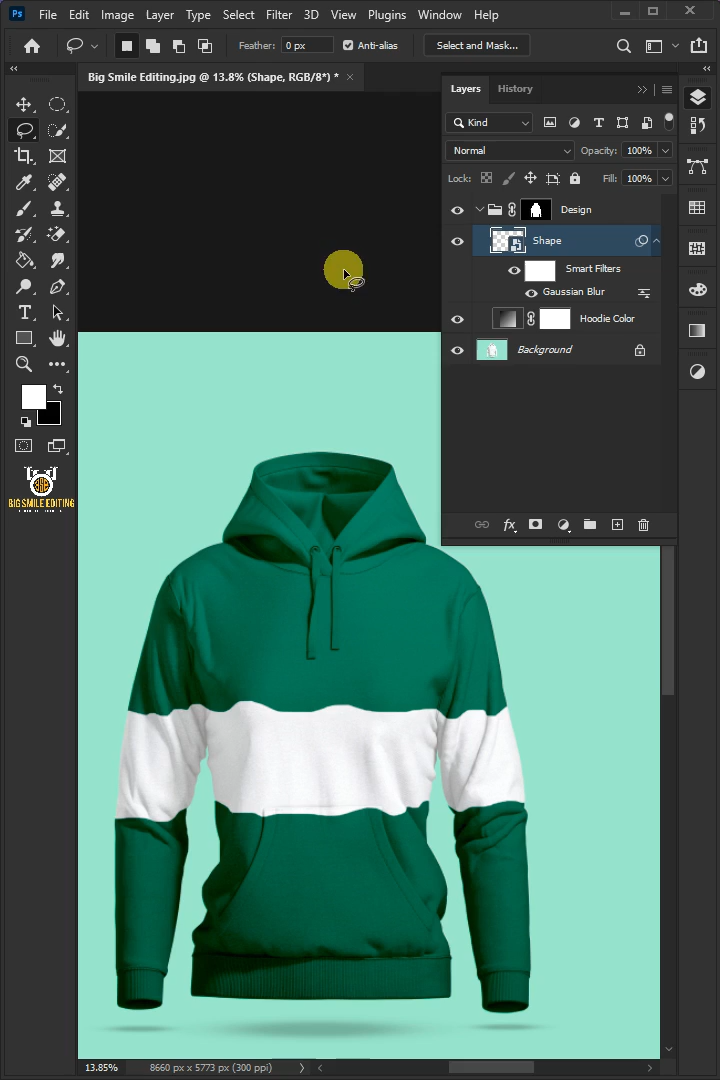 Ps File Edit Image Layer Type Select Filter 3D View Plugins Window Help
Feather: 0 px Anti-alias Select and Mask...
Big Smile Editing.jpg @ 13.8% (Shape, RGB/8*) * ×
Layers History
Kind
Normal Opacity: 100%
Lock: Fill: 100%
Design
Shape
Smart Filters
Gaussian Blur
Hoodie Color
Background
fx
BIG SMILE EDITING
13.85% 8660 px x 5773 px (300 ppi)